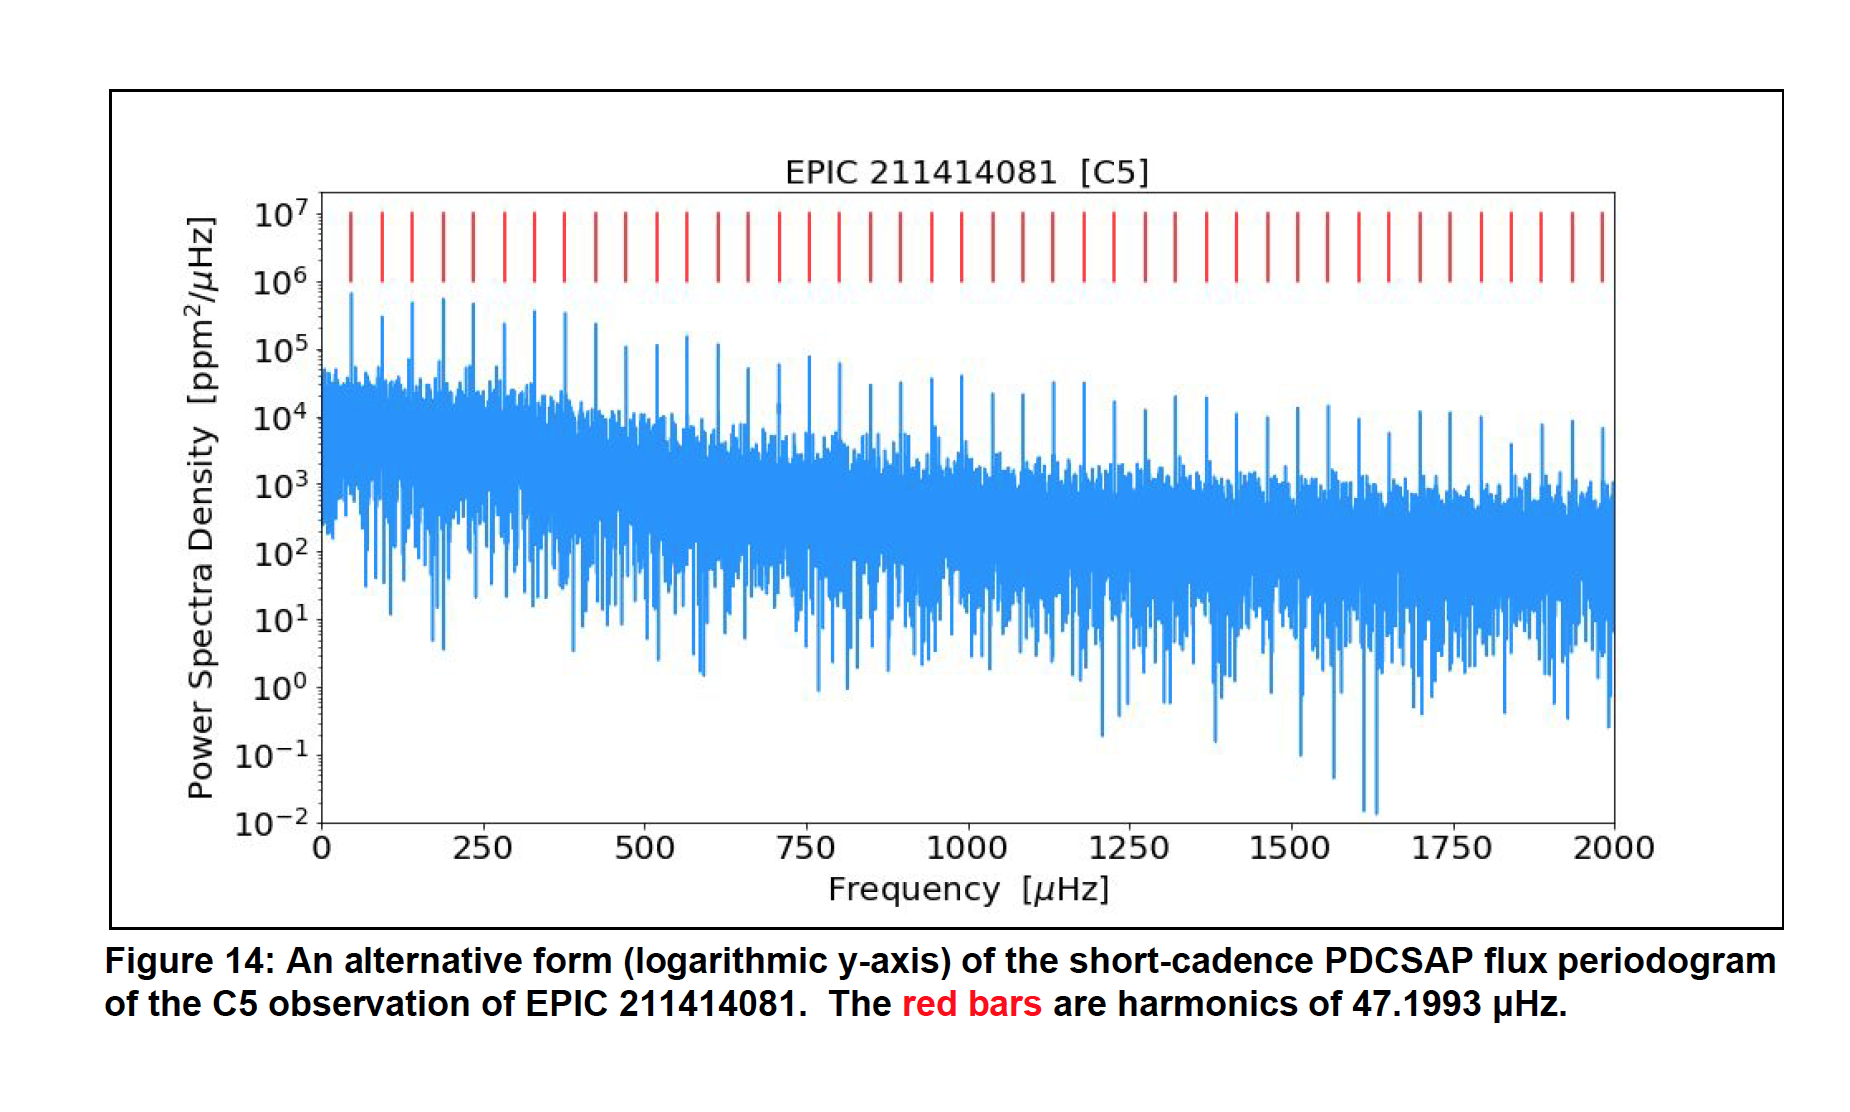 EPIC 211414081 [C5]
Power Spectra Density [ppm²/μHz]
10⁷
10⁶
10⁵
10⁴
10³
10²
10¹
10⁰
10⁻¹
10⁻²
0 250 500 750 1000 1250 1500 1750 2000
Frequency [μHz]
Figure 14: An alternative form (logarithmic y-axis) of the short-cadence PDCSAP flux periodogram
of the C5 observation of EPIC 211414081. The red bars are harmonics of 47.1993 μHz.